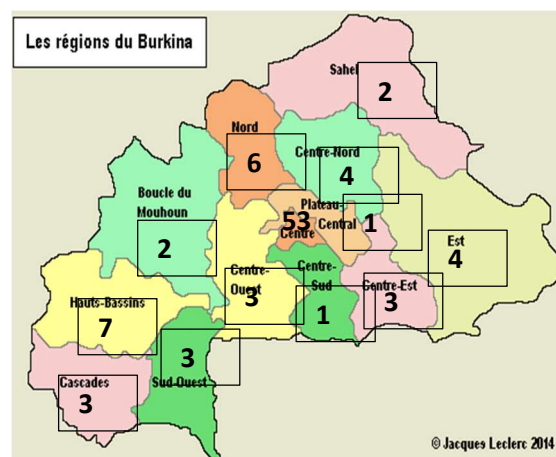 Les régions du Burkina
Sahel
2
Nord
6
Centre-Nord
4
Boucle du
Mouhoun
2
Plateau-
Central
1
53
Centre
Est
4
Centre-
Ouest
3
Centre-
Sud
1
Centre-Est
3
Hauts-Bassins
7
3
Sud-Ouest
Cascades
3
© Jacques Leclerc 2014